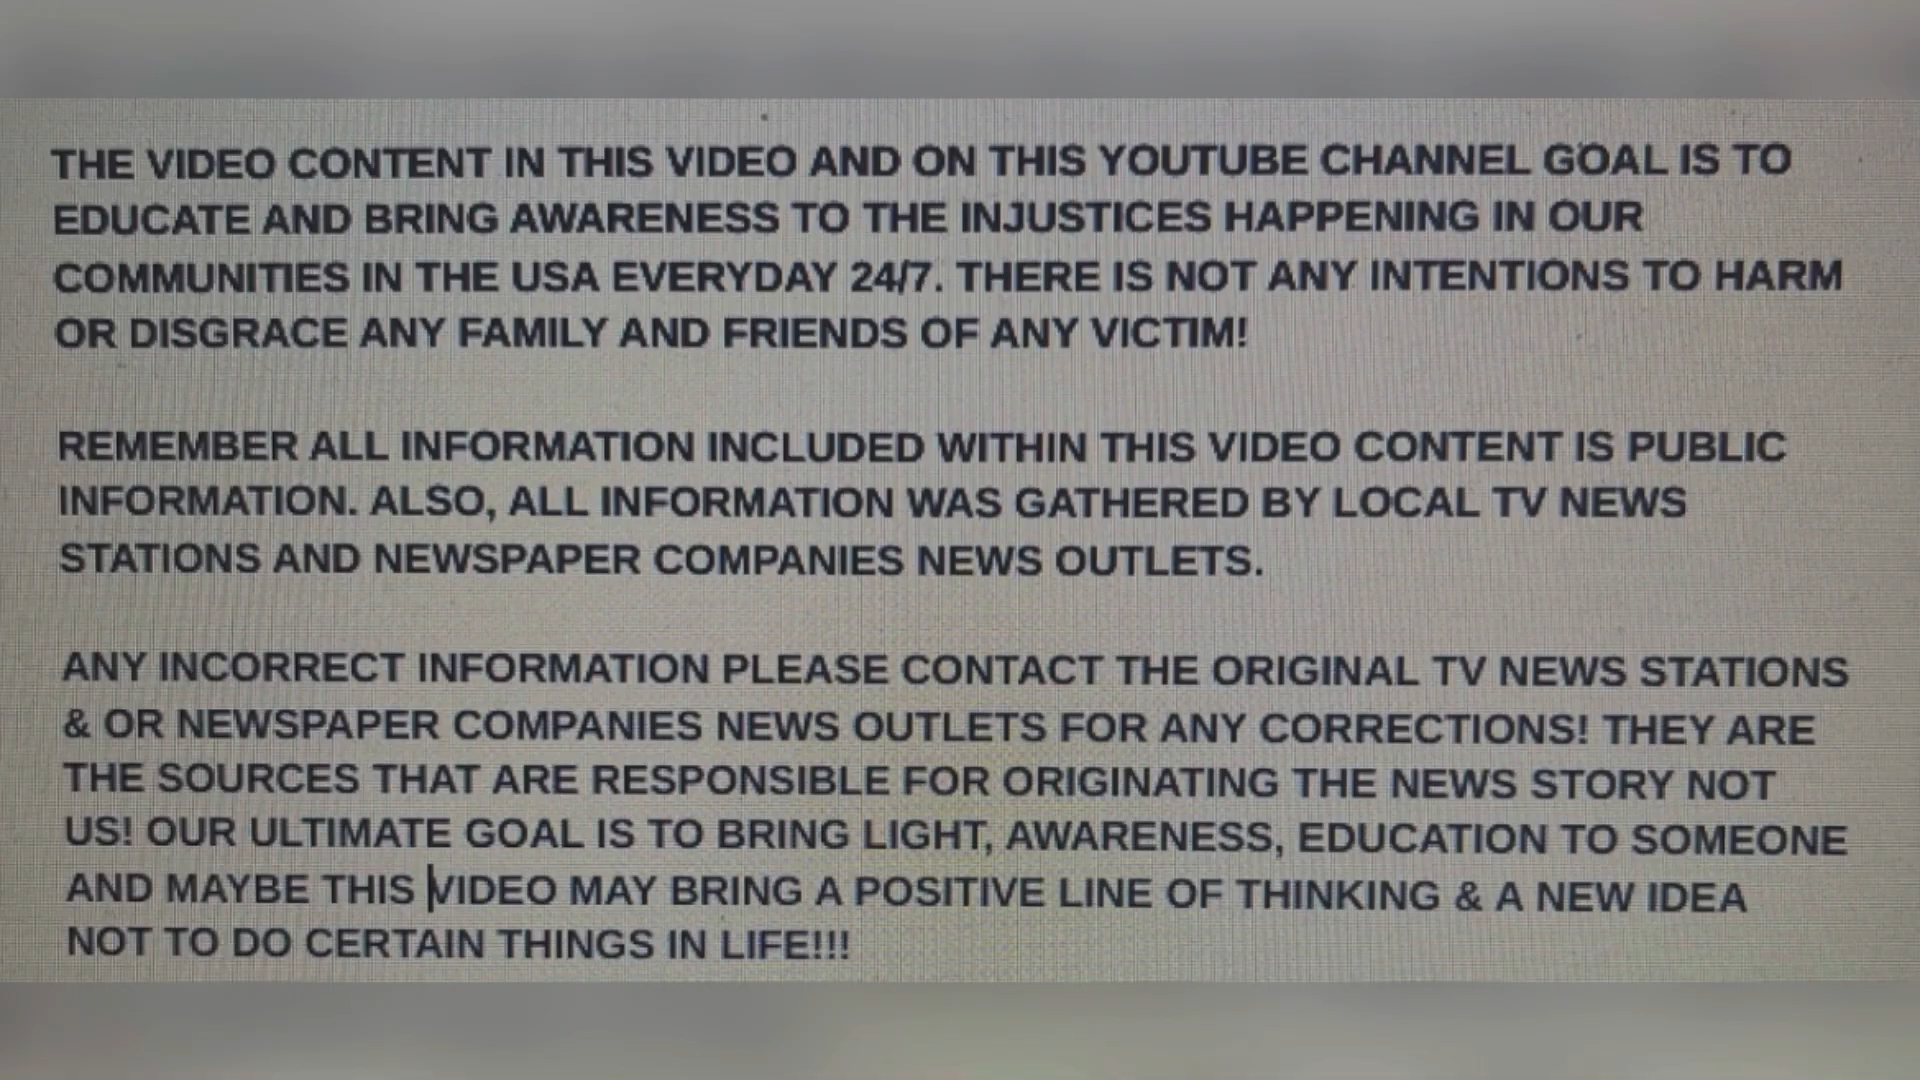 THE VIDEO CONTENT IN THIS VIDEO AND ON THIS YOUTUBE CHANNEL GOAL IS TO
EDUCATE AND BRING AWARENESS TO THE INJUSTICES HAPPENING IN OUR
COMMUNITIES IN THE USA EVERYDAY 24/7. THERE IS NOT ANY INTENTIONS TO HARM
OR DISGRACE ANY FAMILY AND FRIENDS OF ANY VICTIM!
REMEMBER ALL INFORMATION INCLUDED WITHIN THIS VIDEO CONTENT IS PUBLIC
INFORMATION. ALSO, ALL INFORMATION WAS GATHERED BY LOCAL TV NEWS
STATIONS AND NEWSPAPER COMPANIES NEWS OUTLETS.
ANY INCORRECT INFORMATION PLEASE CONTACT THE ORIGINAL TV NEWS STATIONS
& OR NEWSPAPER COMPANIES NEWS OUTLETS FOR ANY CORRECTIONS! THEY ARE
THE SOURCES THAT ARE RESPONSIBLE FOR ORIGINATING THE NEWS STORY NOT
US! OUR ULTIMATE GOAL IS TO BRING LIGHT, AWARENESS, EDUCATION TO SOMEONE
AND MAYBE THIS VIDEO MAY BRING A POSITIVE LINE OF THINKING & A NEW IDEA
NOT TO DO CERTAIN THINGS IN LIFE!!!